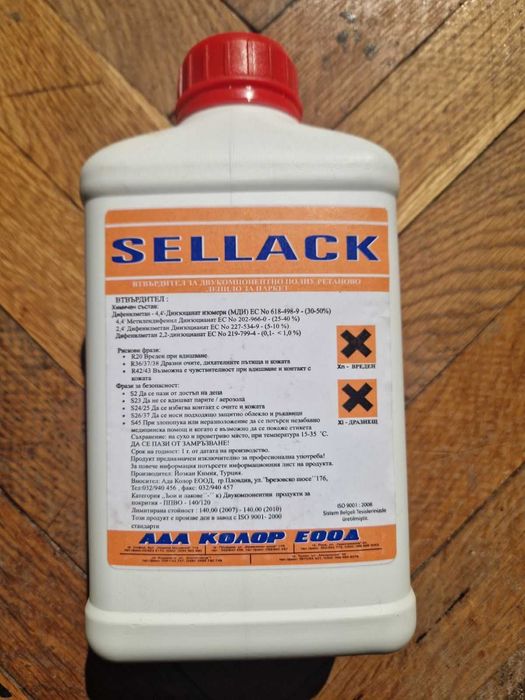 SELLACK
ВТВЪРДИТЕЛ ЗА ДВУКОМПОНЕНТНО ПОЛИУРЕТАНОВО
ЛЕПИЛО ЗА ПАРКЕТ
ВТВЪРДИТЕЛ :
Химичен състав:
Дифенилметан - 4,4'-Диизоцанат изомери (МДИ) ЕС No 618-498-9 - (30-50%)
4,4' Метилендифенил Диизоцианат ЕС No 202-966-0 - (25-40 %)
2,4' Дифенилметан Диизоцианат ЕС No 227-534-9 - (5-10 %)
Дифенилметан 2,2-диизоцианат ЕС No 219-799-4 - (0,1- < 1,0 %)
Рискови фрази:
• R20 Вреден при вдишване
• R36/37/38 Дразни очите, дихателните пътища и кожата
• R42/43 Възможна е чувствителност при вдишване и контакт с
кожата
Фрази за безопасност:
• S2 Да се пази от достъп на деца
• S23 Да не се вдишват парите / аерозола
• S24/25 Да се избягва контакт с очите и кожата
• S26/37 Да се носи подходящо защитно облекло и ръкавици
• S45 При злополука или неразположение да се потърси незабавно
медицинска помощ и когато е възможно да се покаже етикета
Съхранение: на сухо и проветриво място, при температура 15-35 °C.
ДА СЕ ПАЗИ ОТ ЗАМРЪЗВАНЕ!
Срок на годност: 1 г. от датата на производство.
Продукт предназначен изключително за професионална употреба!
За повече информация потърсете информационния лист на продукта.
Производител: Йозкан Кимия, Турция.
Вносител: Ада Колор ЕООД, гр.Пловдив, ул."Брезовско шосе"176,
Тел:032/940 456 , факс: 032/940 457
Категория „Бои и лакове"-" к) Двукомпонентни продукти за
покрития - ППВО - 140/120
Лимитирна стойност : 140,00 (2007) - 140,00 (2010)
Този продукт е произведен в завод с ISO 9001- 2000
стандарти
Xn - ВРЕДЕН
Xi - ДРАЗНЕЩ
ISO 9001 : 2008
Sistem Belgeli Tesislerimizde
üretilmiştir.
АДА КОЛОР ЕООД